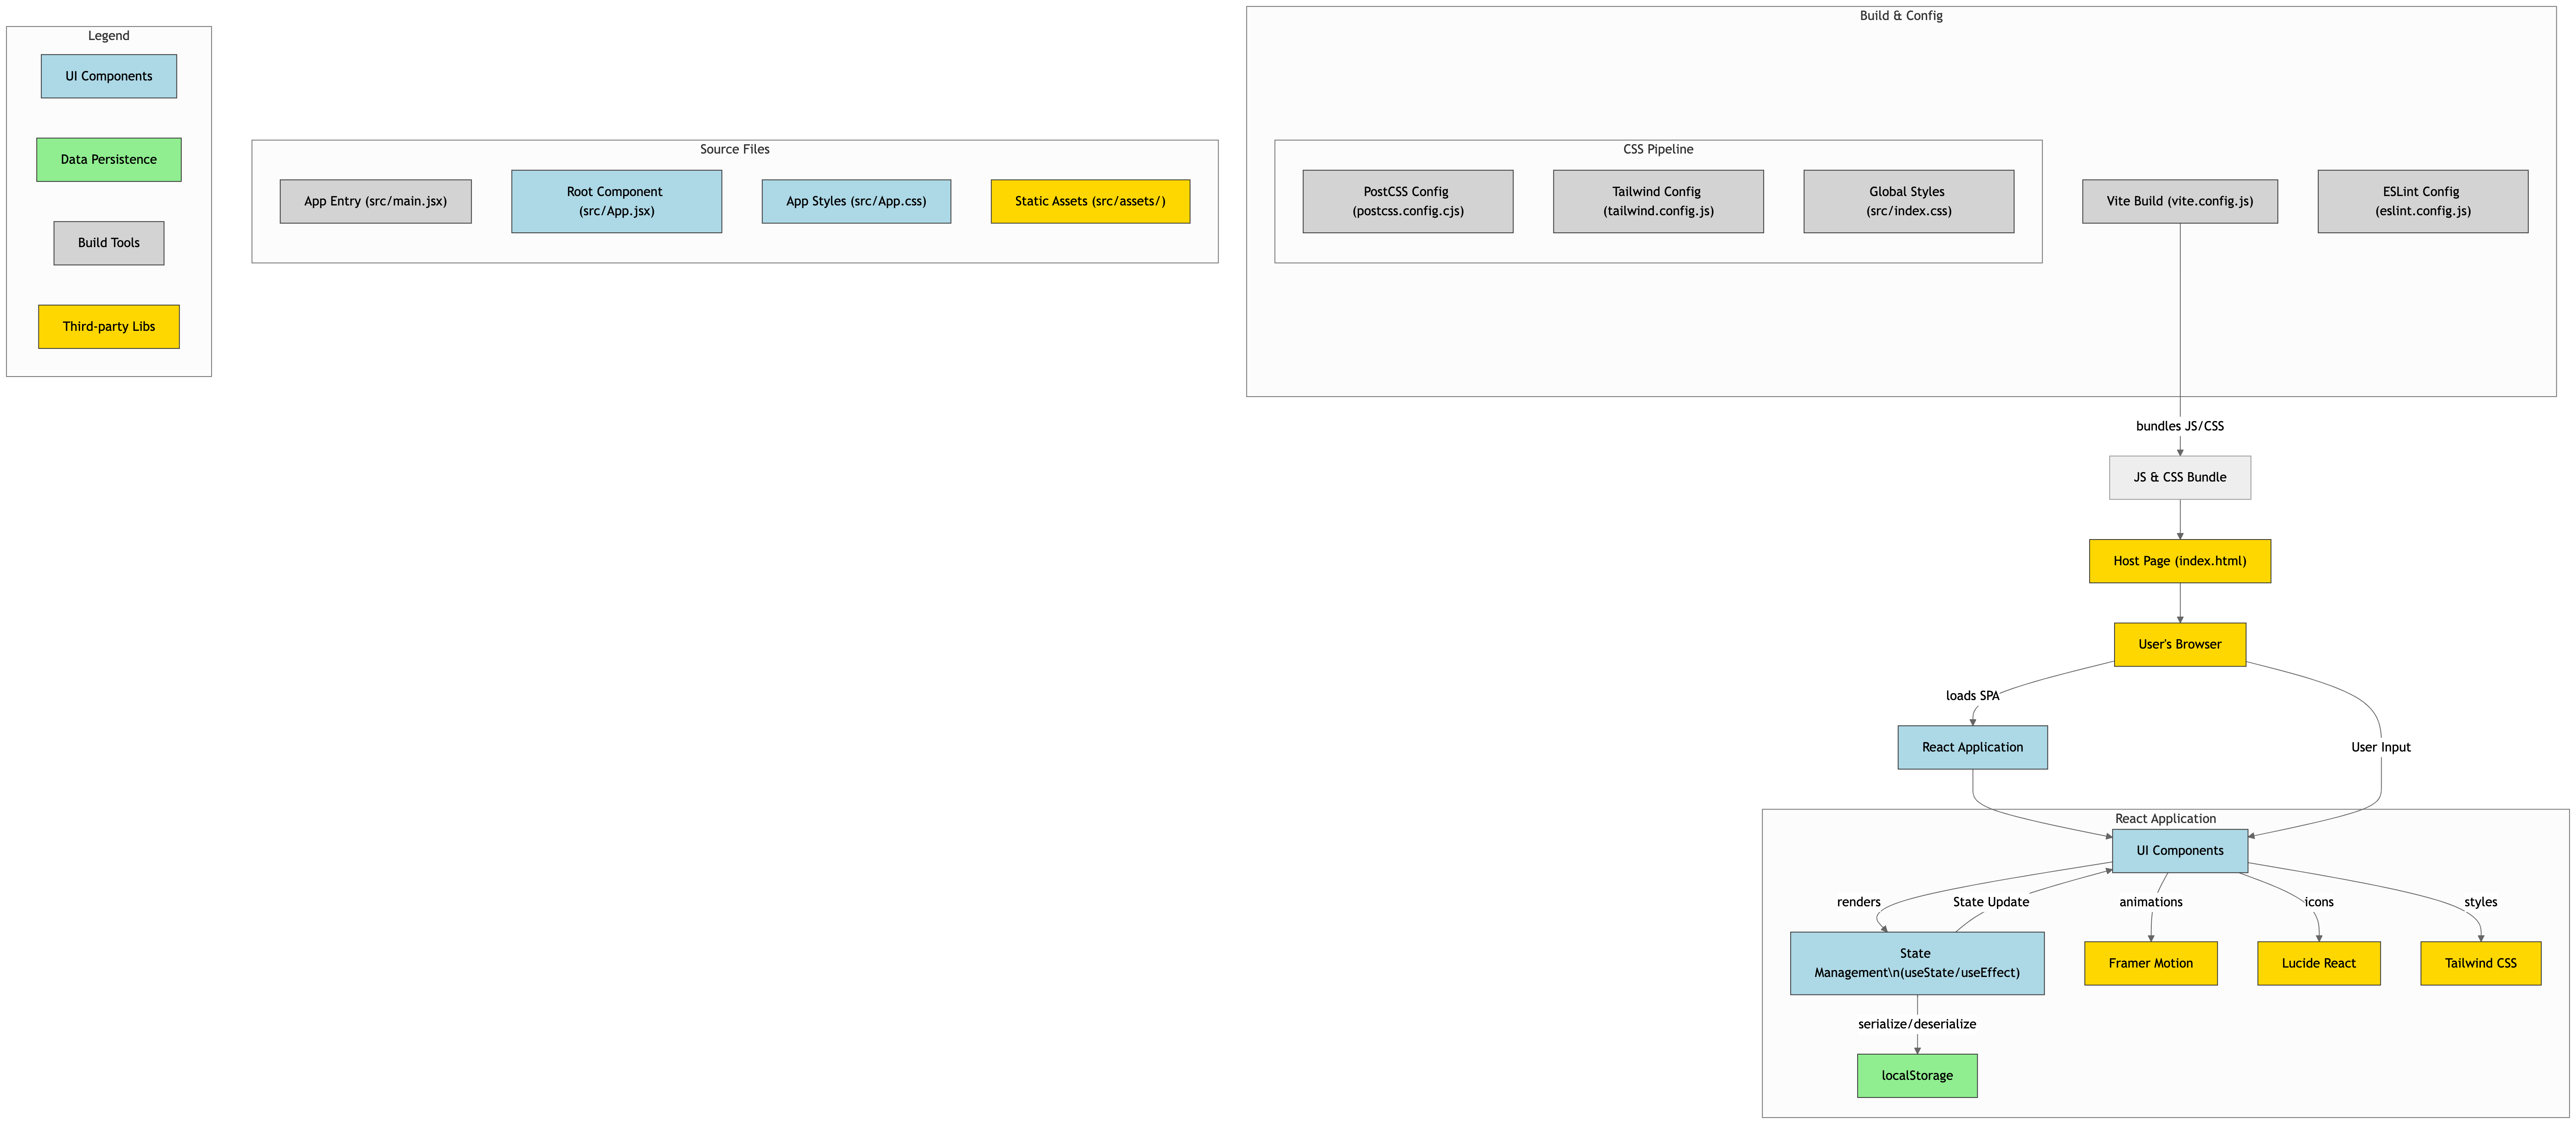 Legend
UI Components
Data Persistence
Build Tools
Third-party Libs
Source Files
App Entry (src/main.jsx)
Root Component
(src/App.jsx)
App Styles (src/App.css)
Static Assets (src/assets/)
Build & Config
CSS Pipeline
PostCSS Config
(postcss.config.cjs)
Tailwind Config
(tailwind.config.js)
Global Styles
(src/index.css)
Vite Build (vite.config.js)
ESLint Config
(eslint.config.js)
bundles JS/CSS
JS & CSS Bundle
Host Page (index.html)
User's Browser
loads SPA
React Application
User Input
React Application
UI Components
renders
State Update
animations
icons
styles
State
Management\n(useState/useEffect)
Framer Motion
Lucide React
Tailwind CSS
serialize/deserialize
localStorage